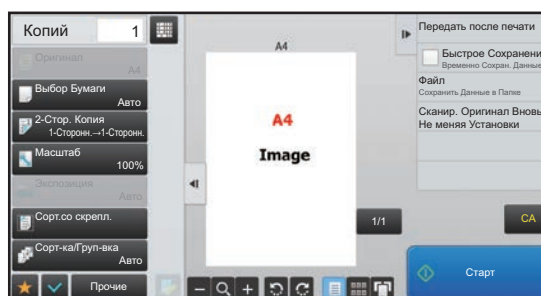 Копий 1
Оригинал
A4
Выбор Бумаги
Авто
2-Стор. Копия
1-Сторонн.→1-Сторонн.
Масштаб
100%
Экспозиция
Авто
Сорт.со скрепл.
Сорт-ка/Груп-вка
Авто
Прочие
A4
A4
Image
1/1
Передать после печати
Быстрое Сохранени
Временно Сохран. Данные
Файл
Сохранить Данные в Папке
Сканир. Оригинал Вновь
Не меняя Установки
CA
Старт